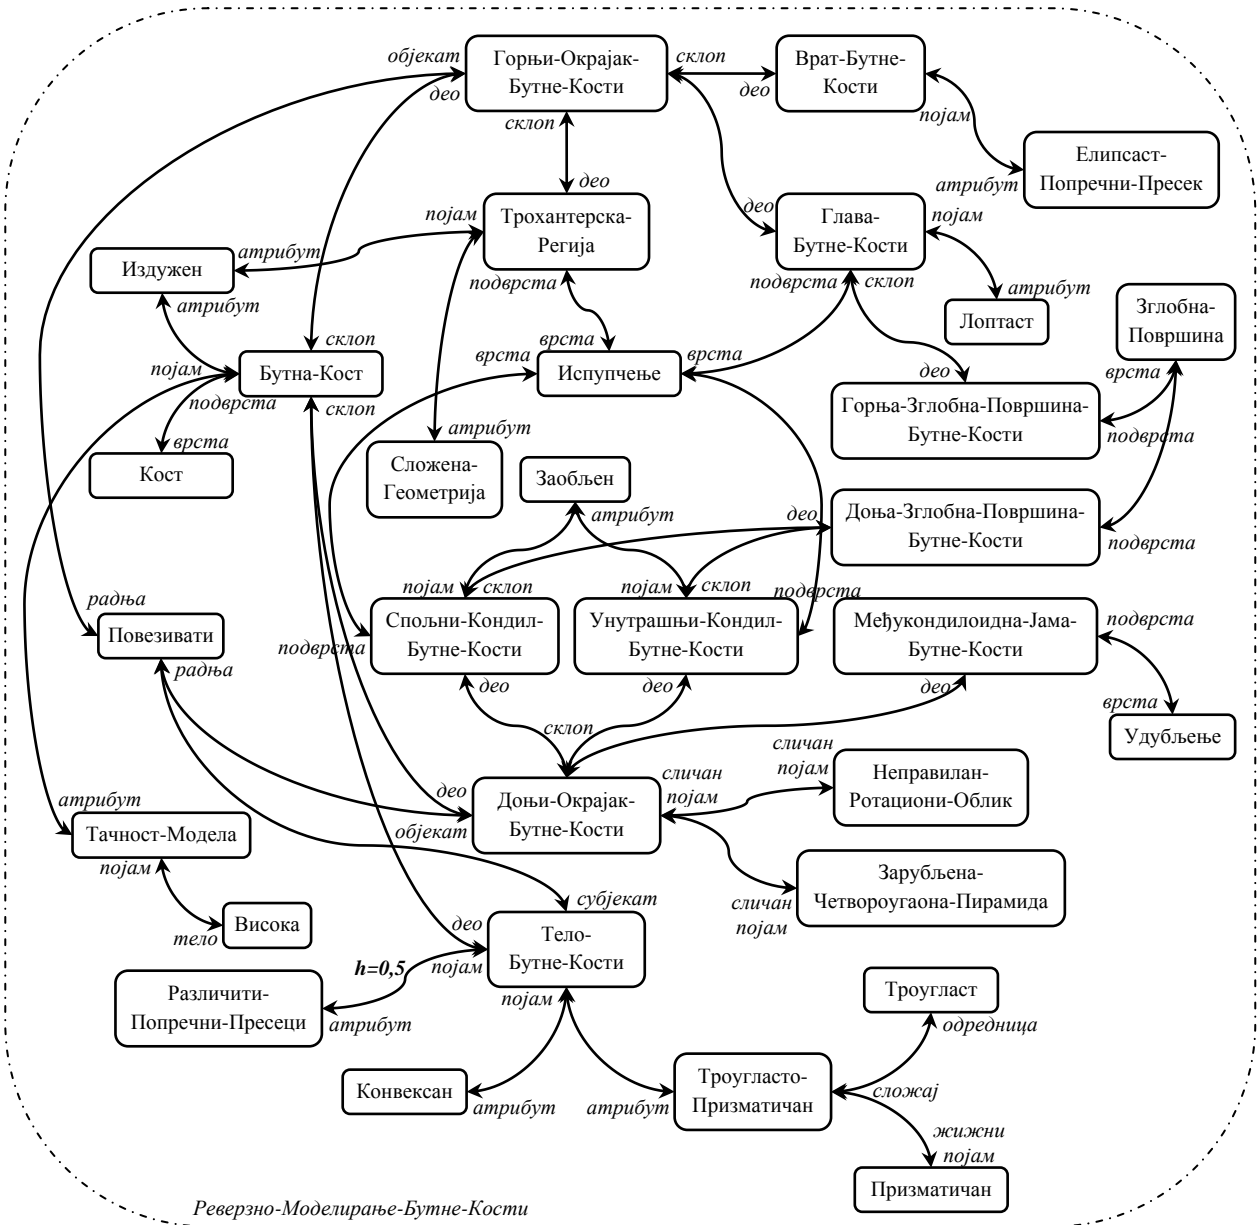 објекат
Горњи-Окрајак-
Бутне-Кости
део
склоп
склоп
део
Врат-Бутне-
Кости
појам
атрибут
Елипсаст-
Попречни-Пресек
део
појам
Трохантерска-
Регија
подврста
део
Глава-
Бутне-Кости
појам
подврста
склоп
Издужен
атрибут
атрибут
атрибут
Лоптаст
Зглобна-
Површина
врста
склоп
појам
Бутна-Кост
подврста
склоп
врста
врста
Испупчење
врста
део
Горња-Зглобна-Површина-
Бутне-Кости
подврста
врста
Кост
атрибут
Сложена-
Геометрија
Заобљен
атрибут
део
Доња-Зглобна-Површина-
Бутне-Кости
подврста
радња
Повезивати
радња
појам
склоп
Спољни-Кондил-
Бутне-Кости
подврста
део
појам
склоп
Унутрашњи-Кондил-
Бутне-Кости
подврста
део
Међукондилоидна-Јама-
Бутне-Кости
подврста
део
врста
Удубљење
склоп
део
Доњи-Окрајак-
Бутне-Кости
објекат
сличан
појам
сличан
појам
Неправилан-
Ротациони-Облик
сличан
појам
Зарубљена-
Четвороугаона-Пирамида
атрибут
Тачност-Модела
појам
тело
Висока
субјекат
део
Тело-
Бутне-Кости
појам
појам
h=0,5
Различити-
Попречни-Пресеци
атрибут
Троугласт
одредница
Конвексан
атрибут
атрибут
Троугласто-
Призматичан
сложај
жижни
појам
Призматичан
Реверзно-Моделирање-Бутне-Кости